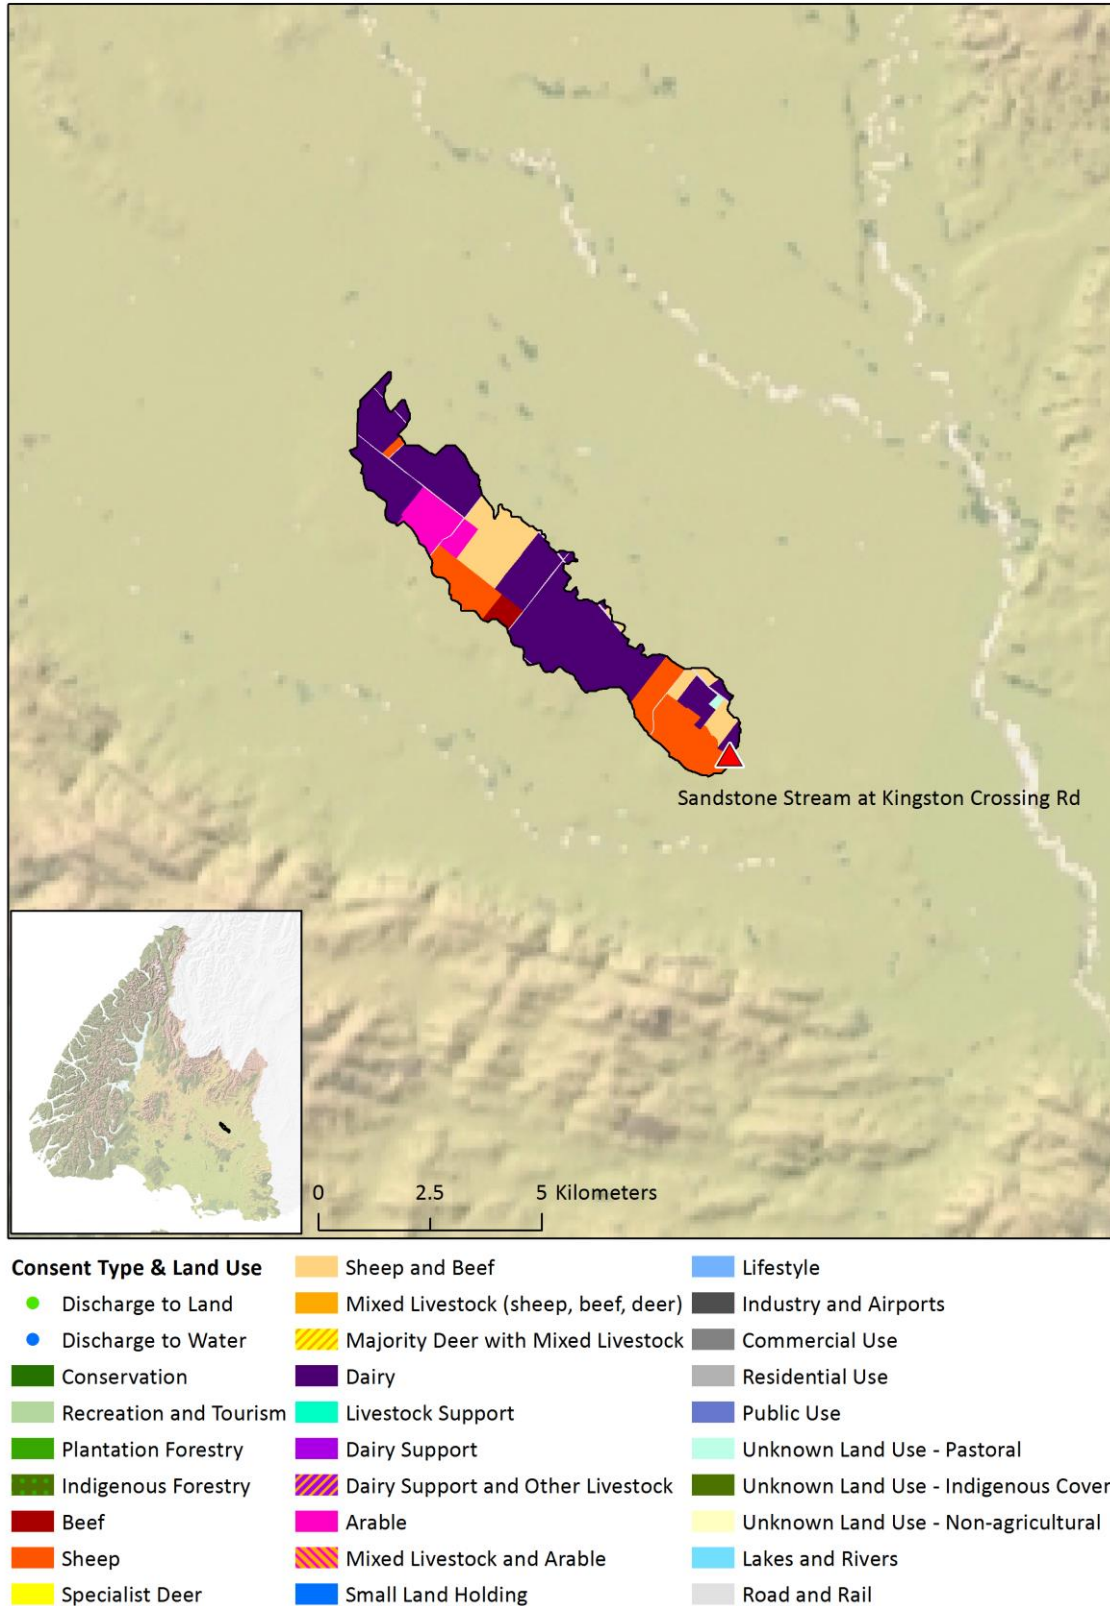 Sandstone Stream at Kingston Crossing Rd
0 2.5 5 Kilometers
Consent Type & Land Use
Discharge to Land
Discharge to Water
Conservation
Recreation and Tourism
Plantation Forestry
Indigenous Forestry
Beef
Sheep
Specialist Deer
Sheep and Beef
Mixed Livestock (sheep, beef, deer)
Majority Deer with Mixed Livestock
Dairy
Livestock Support
Dairy Support
Dairy Support and Other Livestock
Arable
Mixed Livestock and Arable
Small Land Holding
Lifestyle
Industry and Airports
Commercial Use
Residential Use
Public Use
Unknown Land Use - Pastoral
Unknown Land Use - Indigenous Cover
Unknown Land Use - Non-agricultural
Lakes and Rivers
Road and Rail